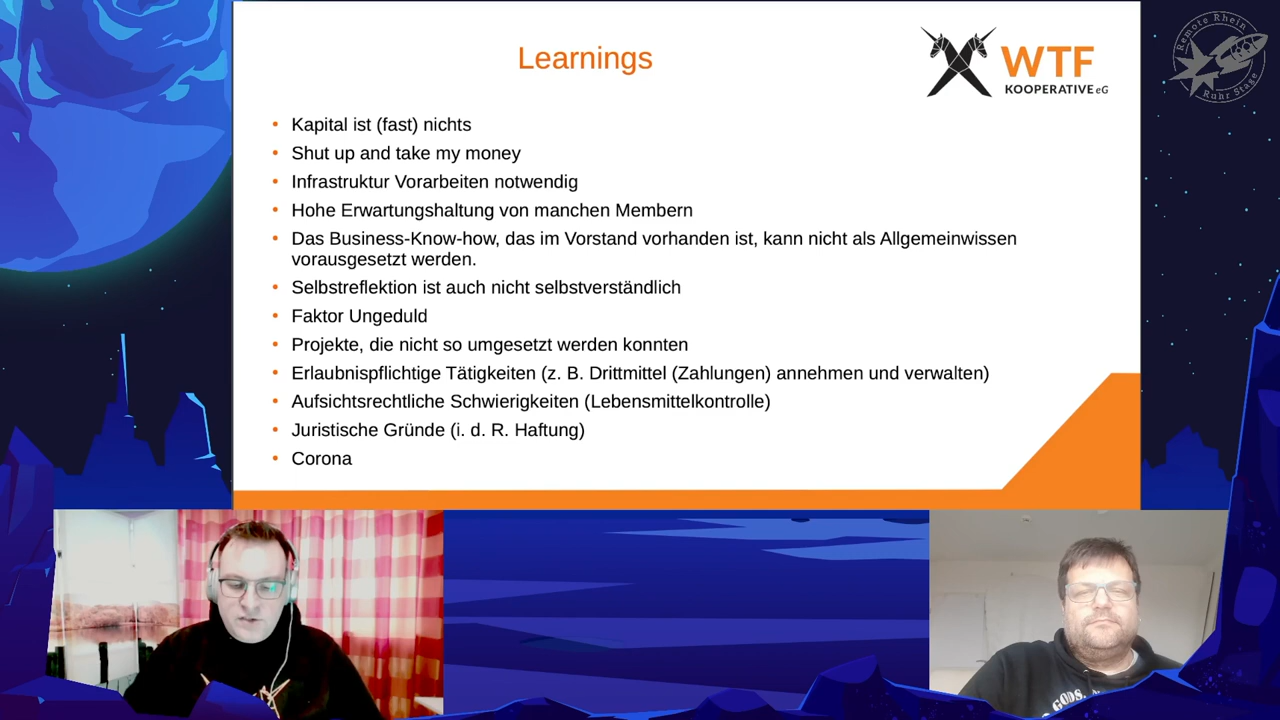 Learnings
WTF
KOOPERATIVE eG
Remote Rhein
Ruhr Stage
Kapital ist (fast) nichts
Shut up and take my money
Infrastruktur Vorarbeiten notwendig
Hohe Erwartungshaltung von manchen Membern
Das Business-Know-how, das im Vorstand vorhanden ist, kann nicht als Allgemeinwissen
vorausgesetzt werden.
Selbstreflektion ist auch nicht selbstverständlich
Faktor Ungeduld
Projekte, die nicht so umgesetzt werden konnten
Erlaubnispflichtige Tätigkeiten (z. B. Drittmittel (Zahlungen) annehmen und verwalten)
Aufsichtsrechtliche Schwierigkeiten (Lebensmittelkontrolle)
Juristische Gründe (i. d. R. Haftung)
Corona
GODS,